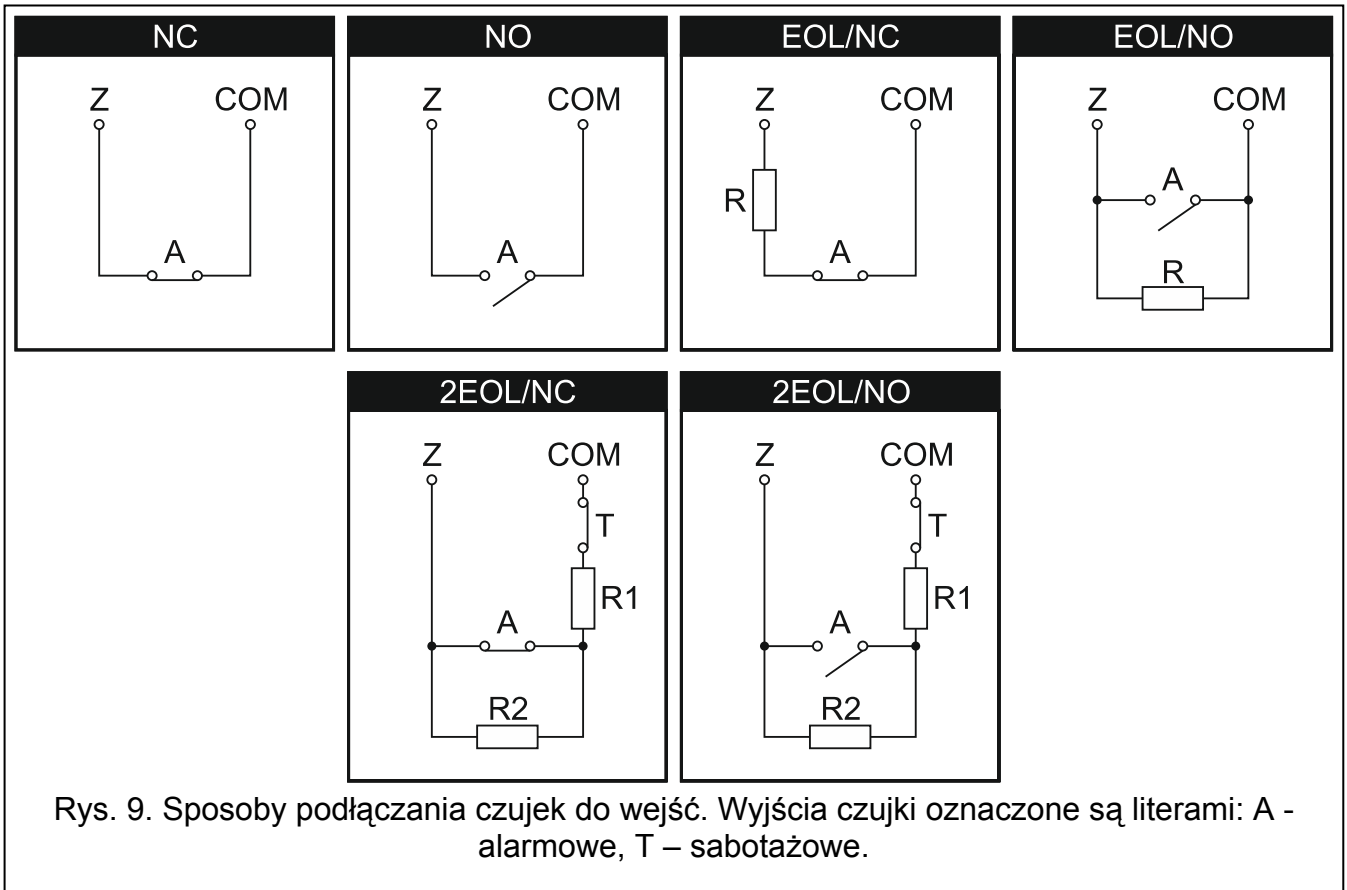 NC
NO
EOL/NC
EOL/NO
Z COM
A
Z COM
A
Z COM
R
A
Z COM
A
R
2EOL/NC
2EOL/NO
Z COM
T
R1
A
R2
Z COM
T
R1
A
R2
Rys. 9. Sposoby podłączania czujek do wejść. Wyjścia czujki oznaczone są literami: A -
alarmowe, T – sabotażowe.